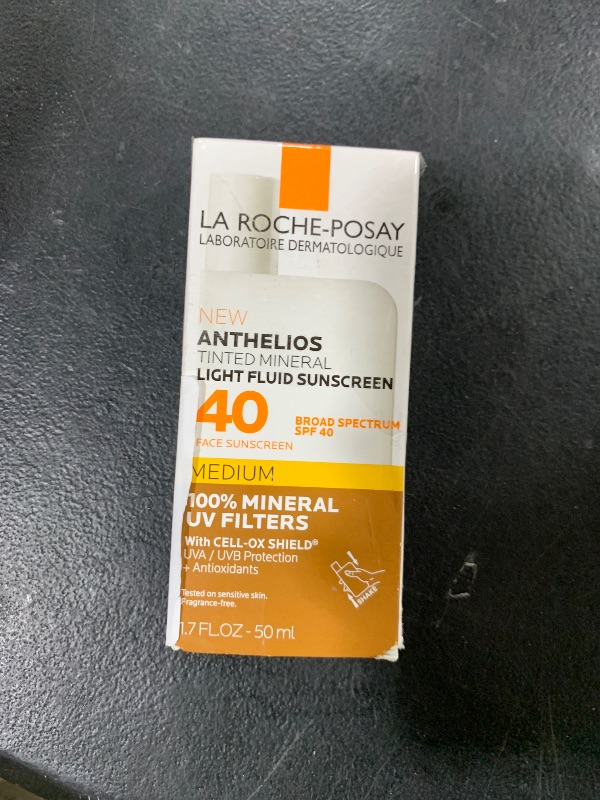 LA ROCHE-POSAY
LABORATOIRE DERMATOLOGIQUE
NEW
ANTHELIOS
TINTED MINERAL
LIGHT FLUID SUNSCREEN
40
BROAD SPECTRUM
SPF 40
FACE SUNSCREEN
MEDIUM
100% MINERAL
UV FILTERS
With CELL-OX SHIELD®
UVA / UVB Protection
+ Antioxidants
Tested on sensitive skin.
Fragrance-free.
SHAKE
1.7 FL.OZ - 50 ml